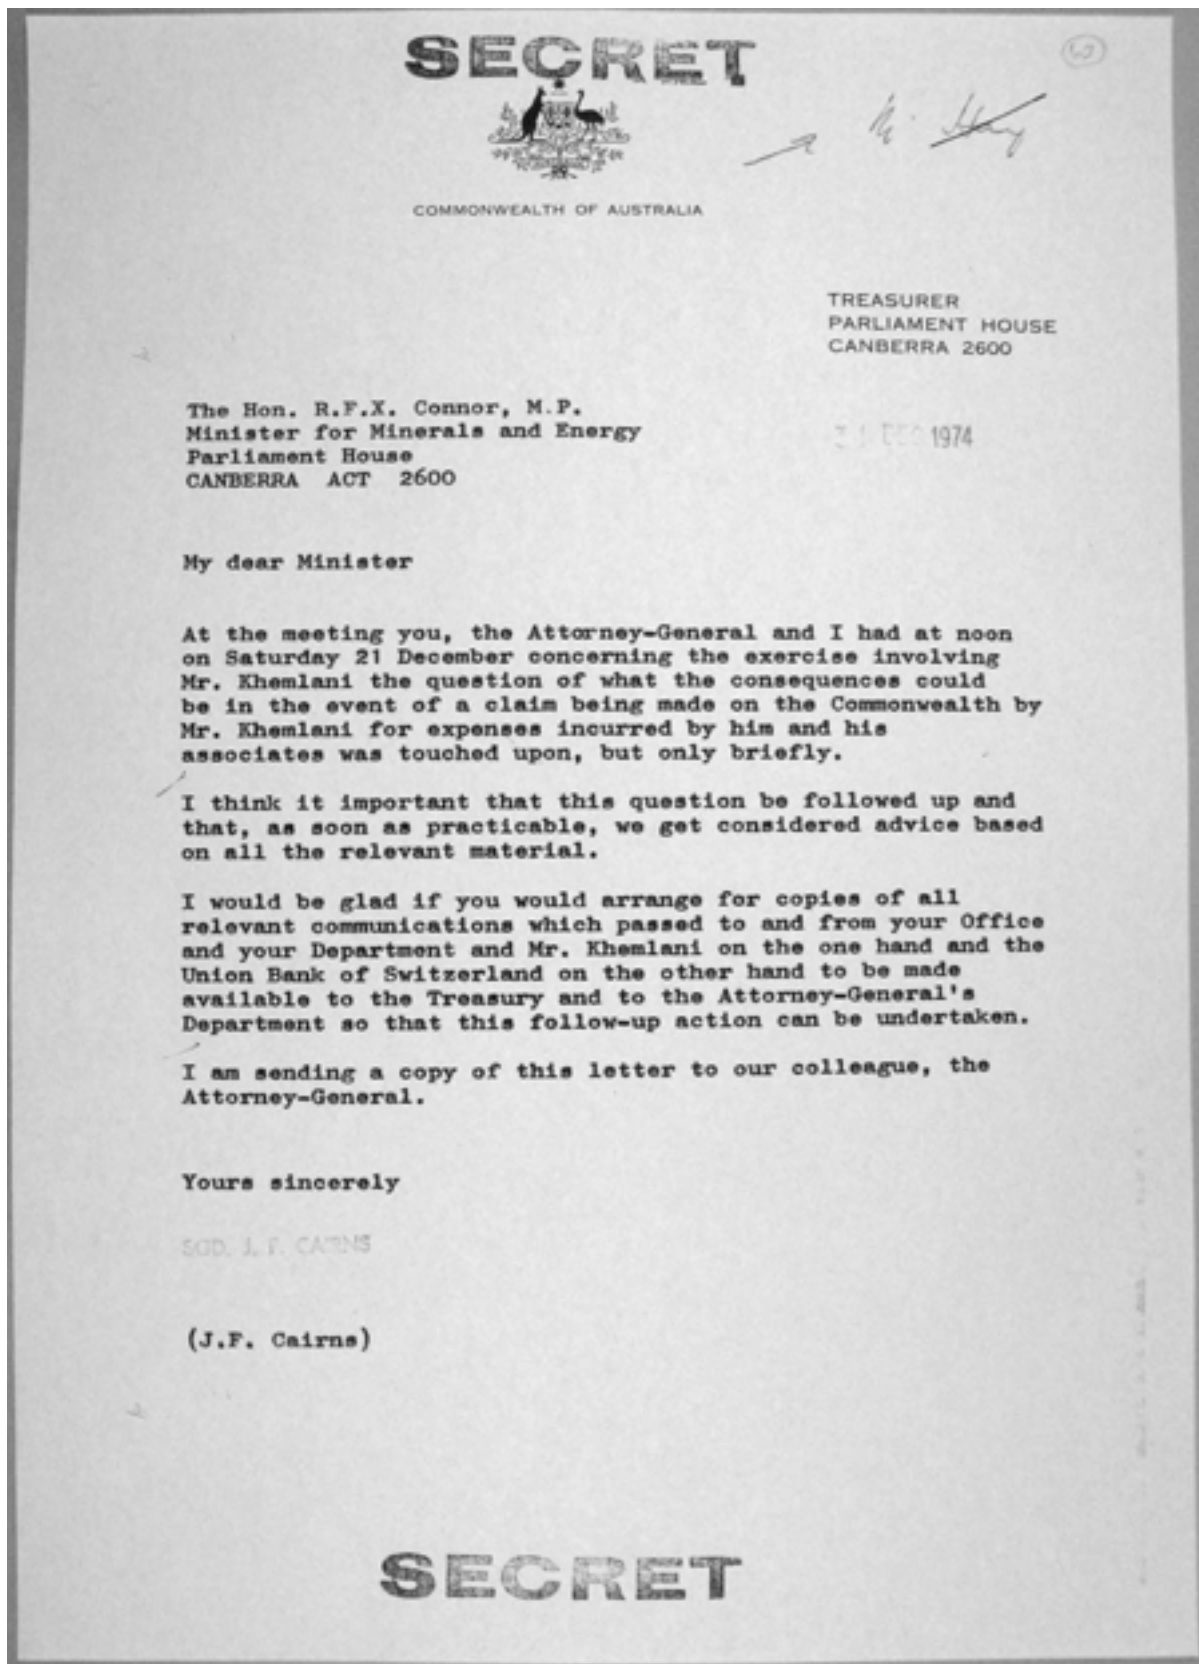 SECRET
COMMONWEALTH OF AUSTRALIA
TREASURER
PARLIAMENT HOUSE
CANBERRA 2600
The Hon. R.F.X. Connor, M.P.
Minister for Minerals and Energy
Parliament House
CANBERRA ACT 2600
DEC 1974
My dear Minister
At the meeting you, the Attorney-General and I had at noon
on Saturday 21 December concerning the exercise involving
Mr. Khemlani the question of what the consequences could
be in the event of a claim being made on the Commonwealth by
Mr. Khemlani for expenses incurred by him and his
associates was touched upon, but only briefly.
I think it important that this question be followed up and
that, as soon as practicable, we get considered advice based
on all the relevant material.
I would be glad if you would arrange for copies of all
relevant communications which passed to and from your Office
and your Department and Mr. Khemlani on the one hand and the
Union Bank of Switzerland on the other hand to be made
available to the Treasury and to the Attorney-General's
Department so that this follow-up action can be undertaken.
I am sending a copy of this letter to our colleague, the
Attorney-General.
Yours sincerely
SGD. J. F. CAIRNS
(J.F. Cairns)
SECRET